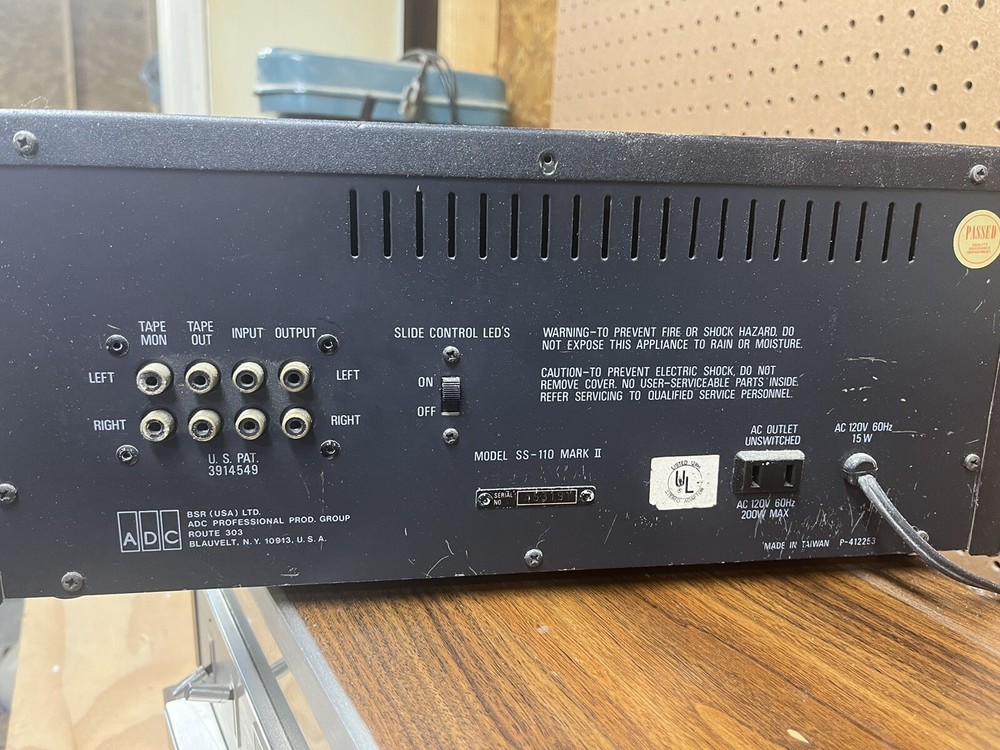 PASSED
TAPE MON
TAPE OUT
INPUT
OUTPUT
LEFT
LEFT
RIGHT
RIGHT
U. S. PAT.
3914549
SLIDE CONTROL LED'S
ON
OFF
WARNING-TO PREVENT FIRE OR SHOCK HAZARD, DO
NOT EXPOSE THIS APPLIANCE TO RAIN OR MOISTURE.
CAUTION-TO PREVENT ELECTRIC SHOCK, DO NOT
REMOVE COVER. NO USER-SERVICEABLE PARTS INSIDE.
REFER SERVICING TO QUALIFIED SERVICE PERSONNEL.
MODEL SS-110 MARK II
SERIAL
NO
LISTED
UL
AC OUTLET
UNSWITCHED
AC 120V 60Hz
200W MAX
AC 120V 60Hz
15W
ADC
BSR (USA) LTD.
ADC PROFESSIONAL PROD. GROUP
ROUTE 303
BLAUVELT, N.Y. 10913, U.S.A.
MADE IN TAIWAN P-412253